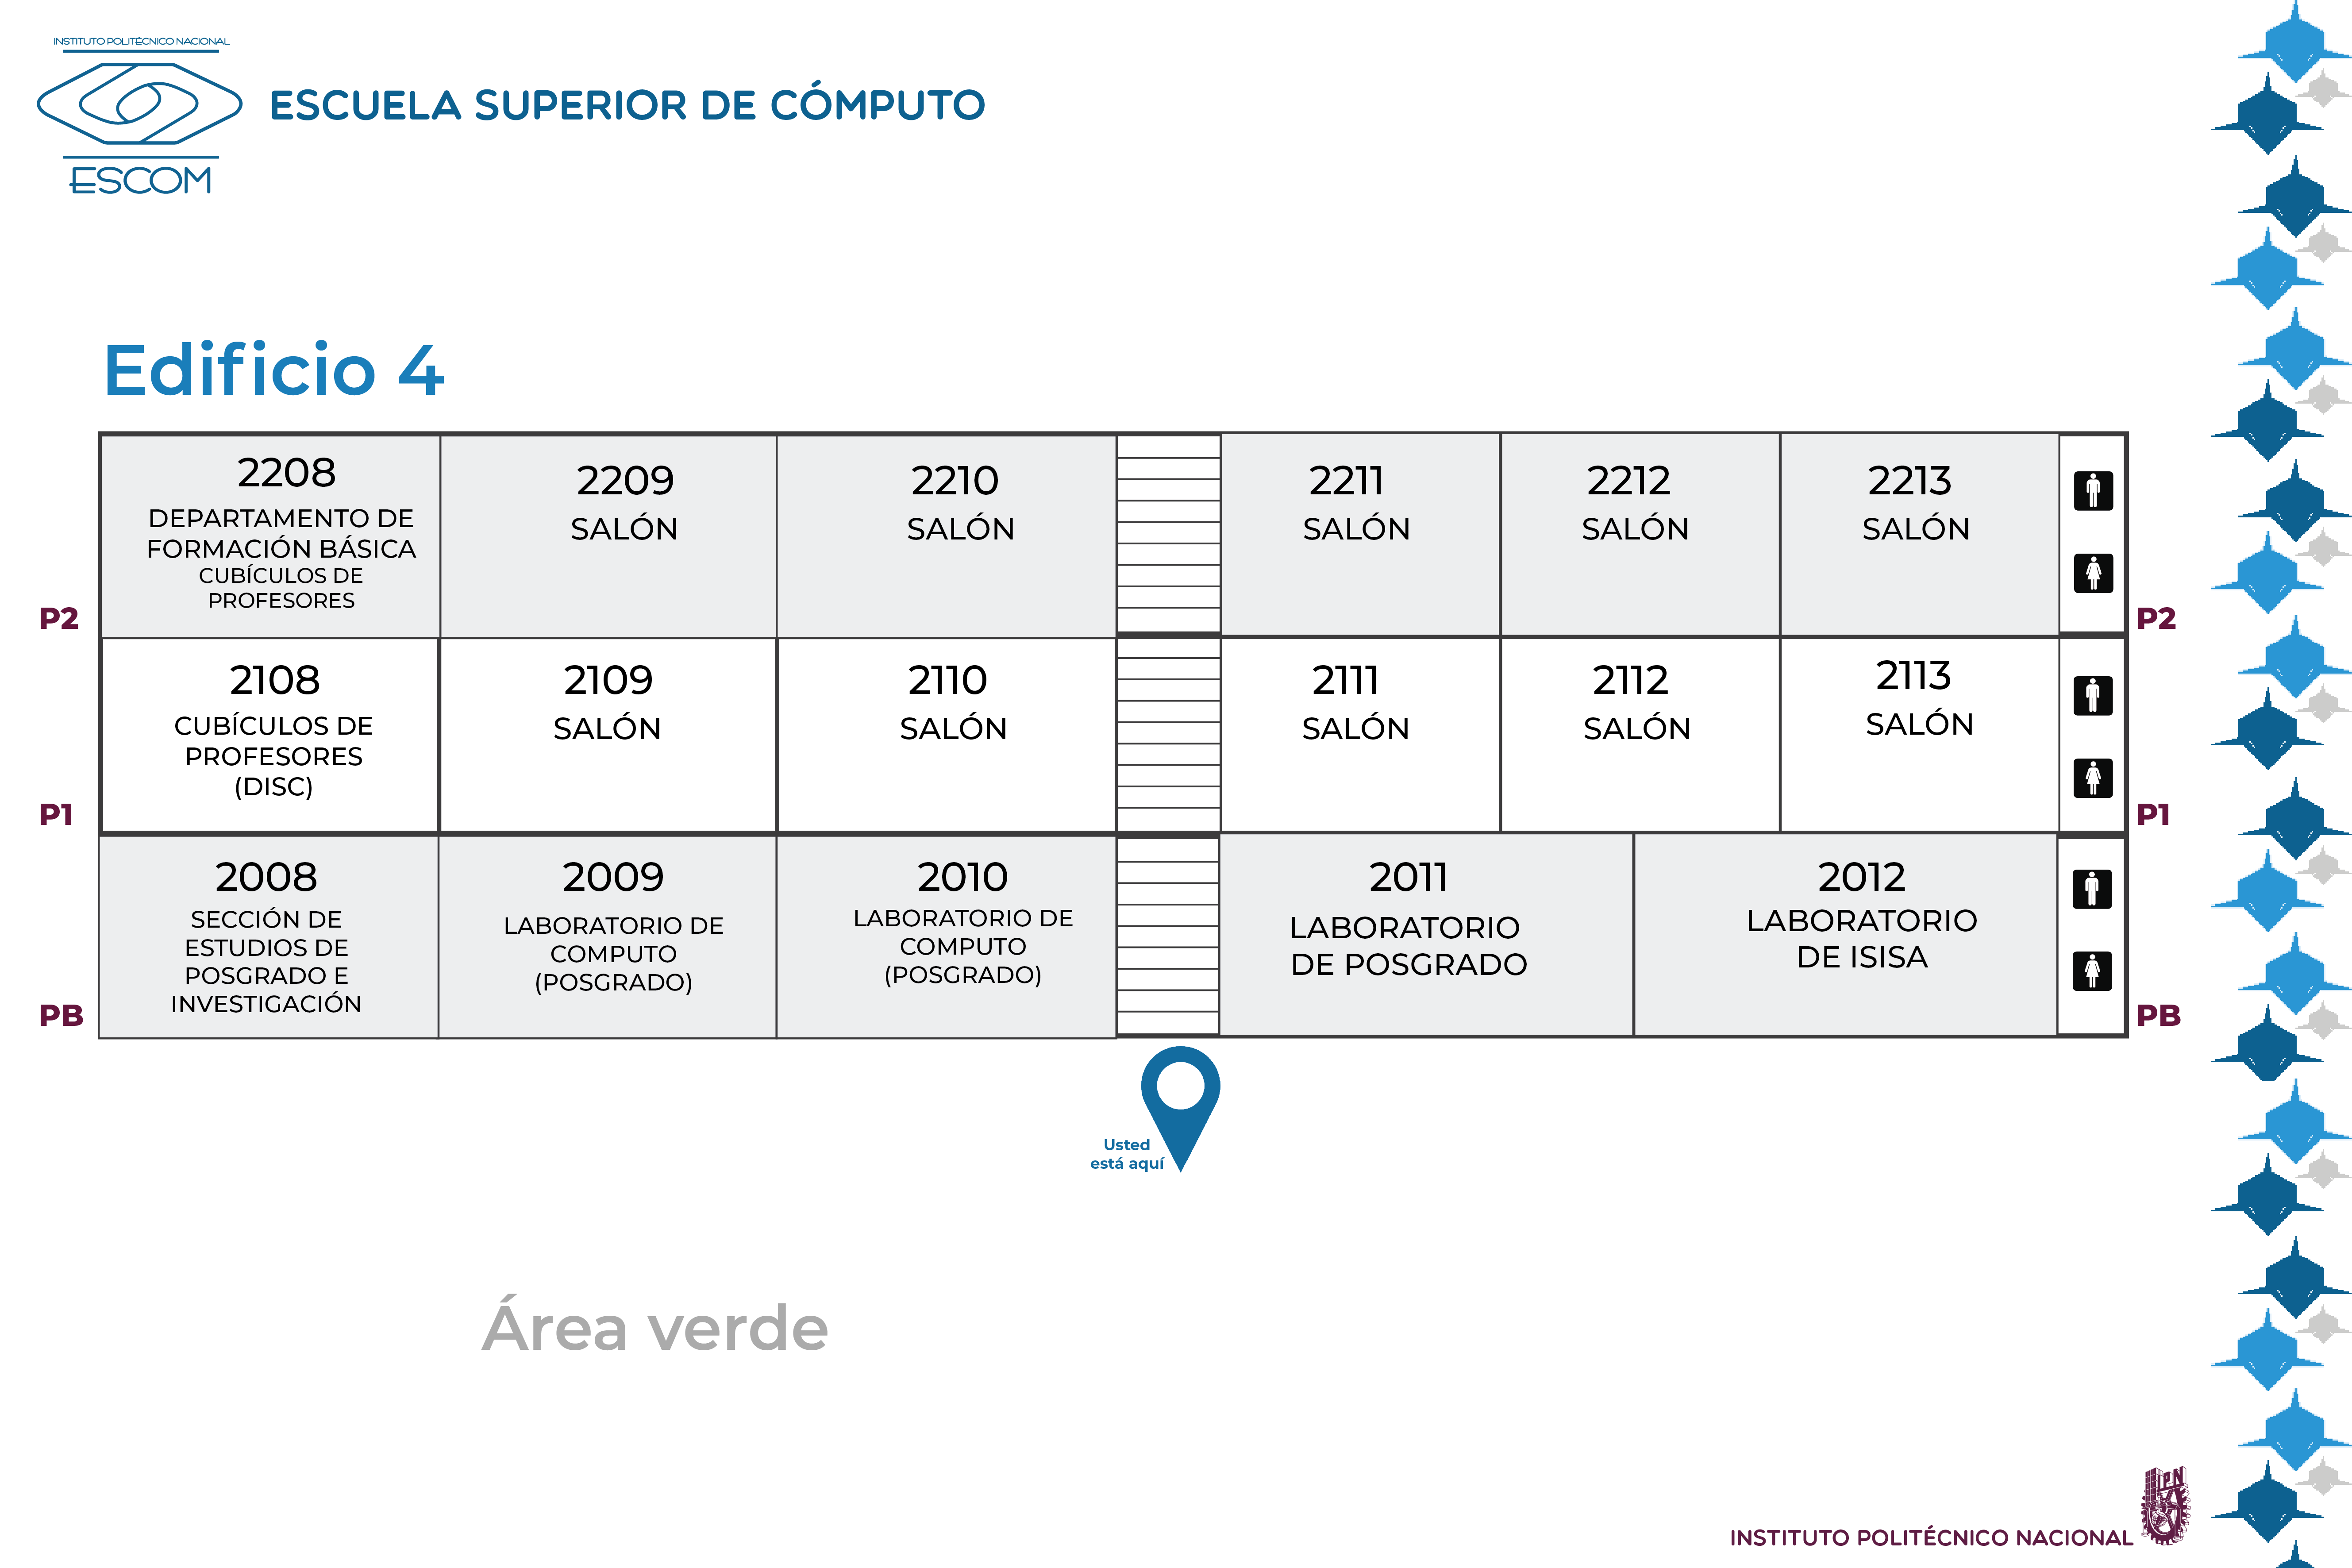 INSTITUTO POLITÉCNICO NACIONAL
ESCOM
ESCUELA SUPERIOR DE CÓMPUTO
Edificio 4
P2
2208
DEPARTAMENTO DE
FORMACIÓN BÁSICA
CUBÍCULOS DE
PROFESORES
2209
SALÓN
2210
SALÓN
2211
SALÓN
2212
SALÓN
2213
SALÓN
P2
P1
2108
CUBÍCULOS DE
PROFESORES
(DISC)
2109
SALÓN
2110
SALÓN
2111
SALÓN
2112
SALÓN
2113
SALÓN
P1
PB
2008
SECCIÓN DE
ESTUDIOS DE
POSGRADO E
INVESTIGACIÓN
2009
LABORATORIO DE
COMPUTO
(POSGRADO)
2010
LABORATORIO DE
COMPUTO
(POSGRADO)
2011
LABORATORIO
DE POSGRADO
2012
LABORATORIO
DE ISISA
PB
Usted
está aquí
Área verde
IPN
INSTITUTO POLITÉCNICO NACIONAL